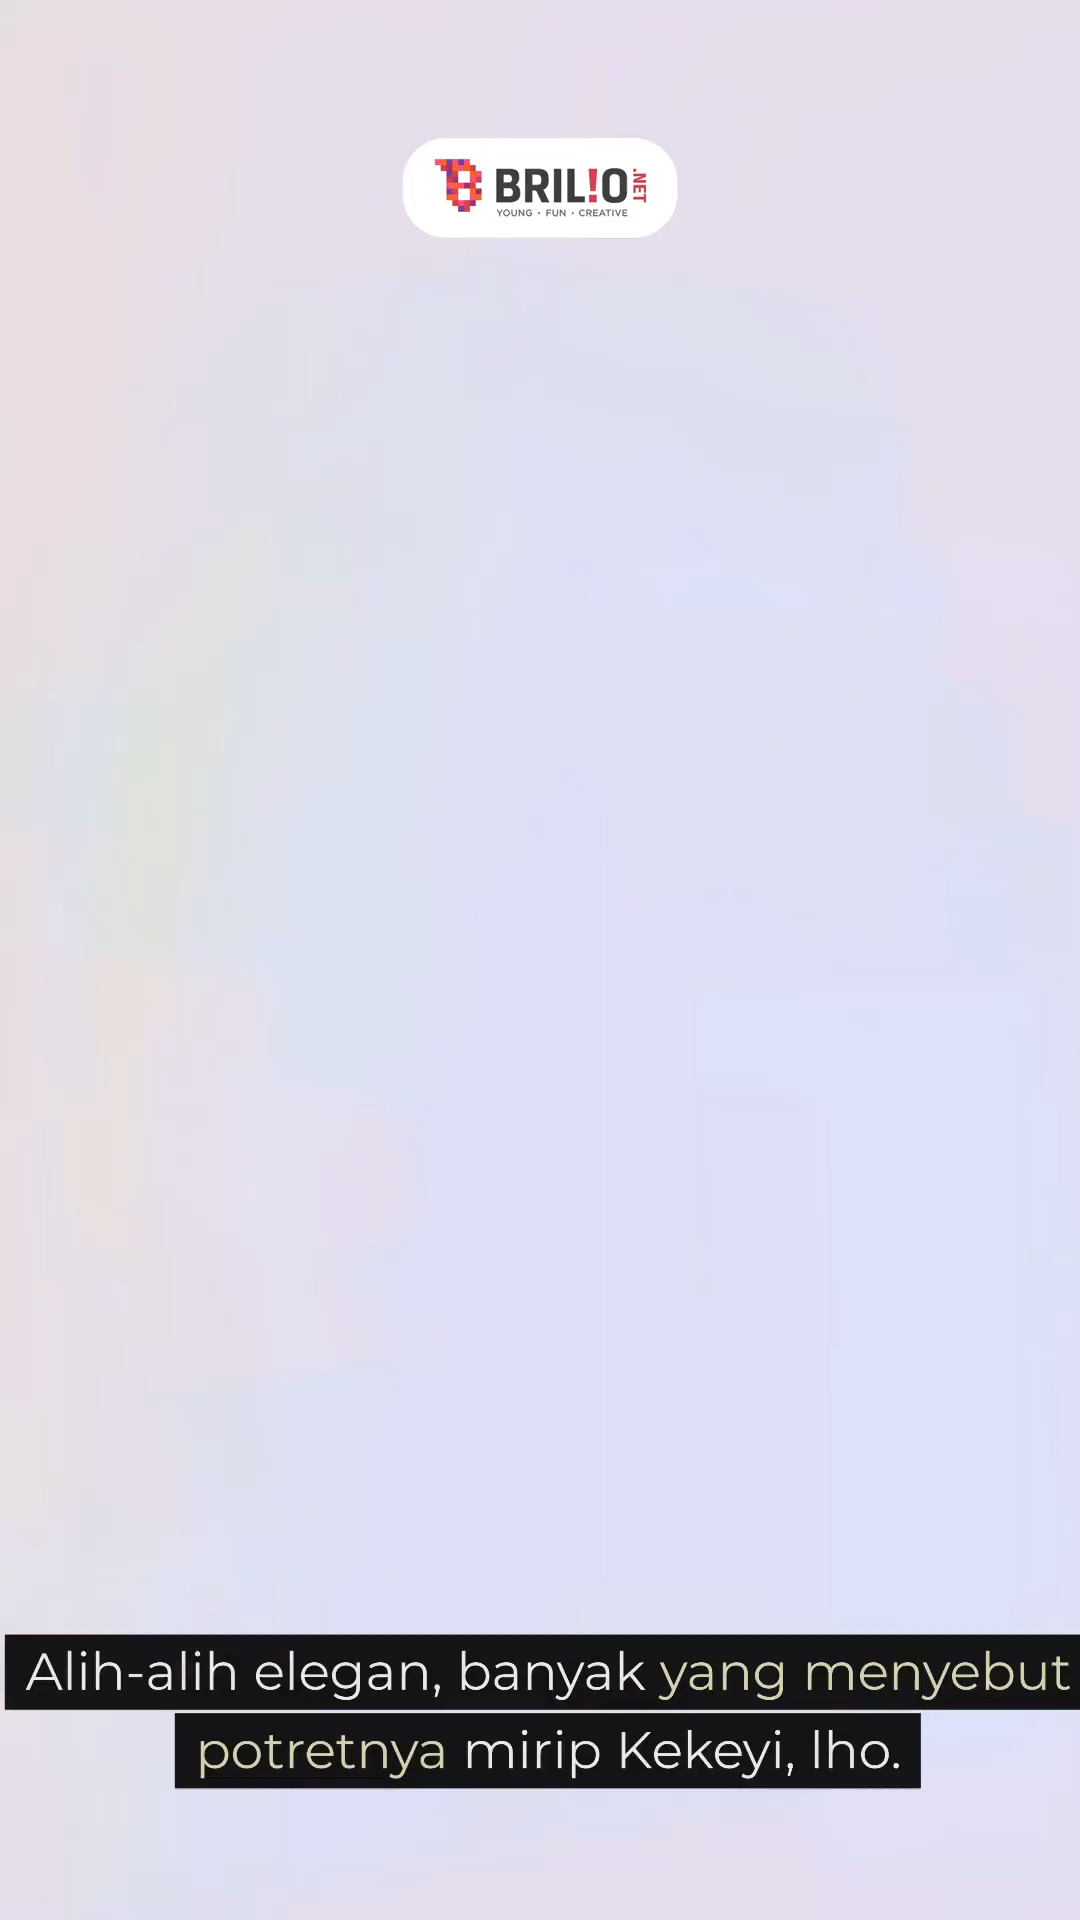 BRIL!O.NET
YOUNG • FUN • CREATIVE
Alih-alih elegan, banyak yang menyebut
potretnya mirip Kekeyi, lho.